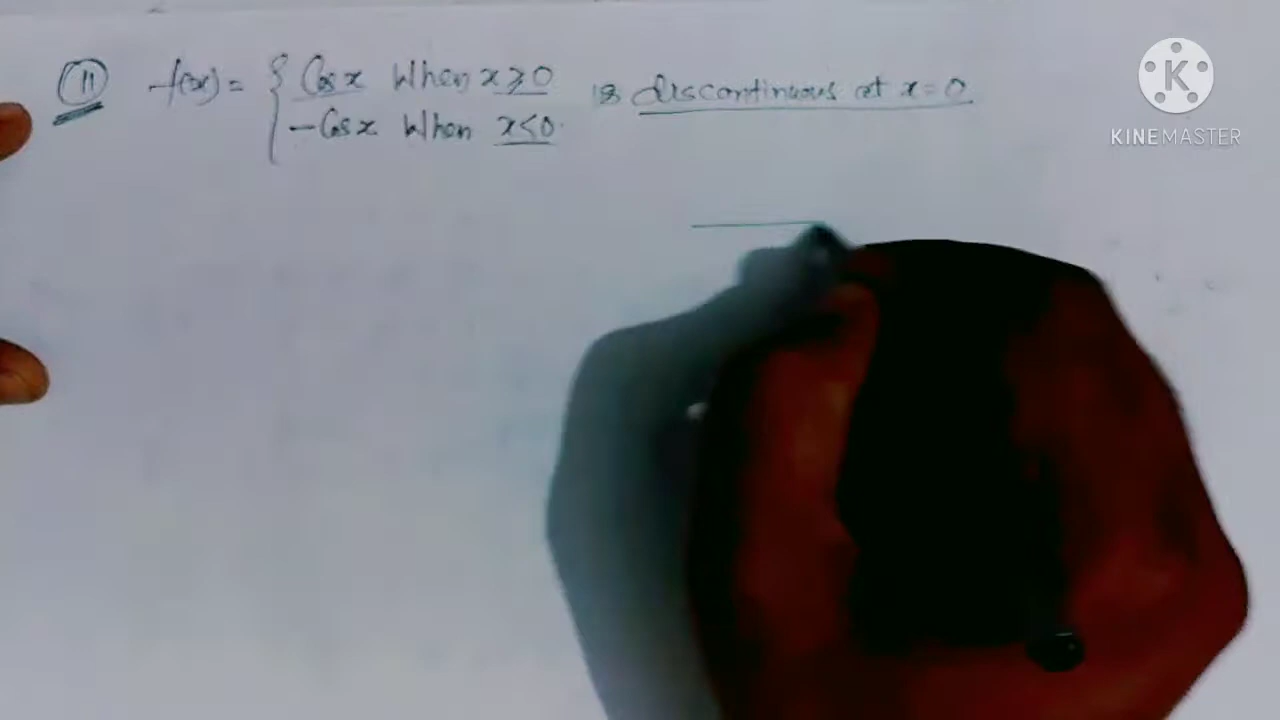 11 f(x) = { Cos x When x ≥ 0 is discontinuous at x = 0
- Cos x When x < 0.
K
KINEMASTER